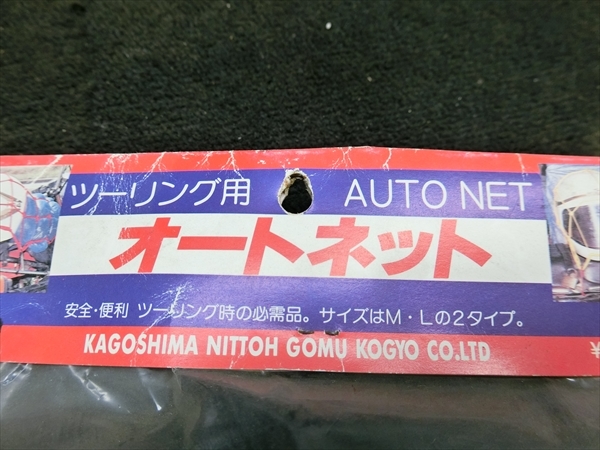 ツーリング用 AUTO NET
オートネット
安全・便利 ツーリング時の必需品。サイズはM・Lの2タイプ。
KAGOSHIMA NITTOH GOMU KOGYO CO.LTD
¥